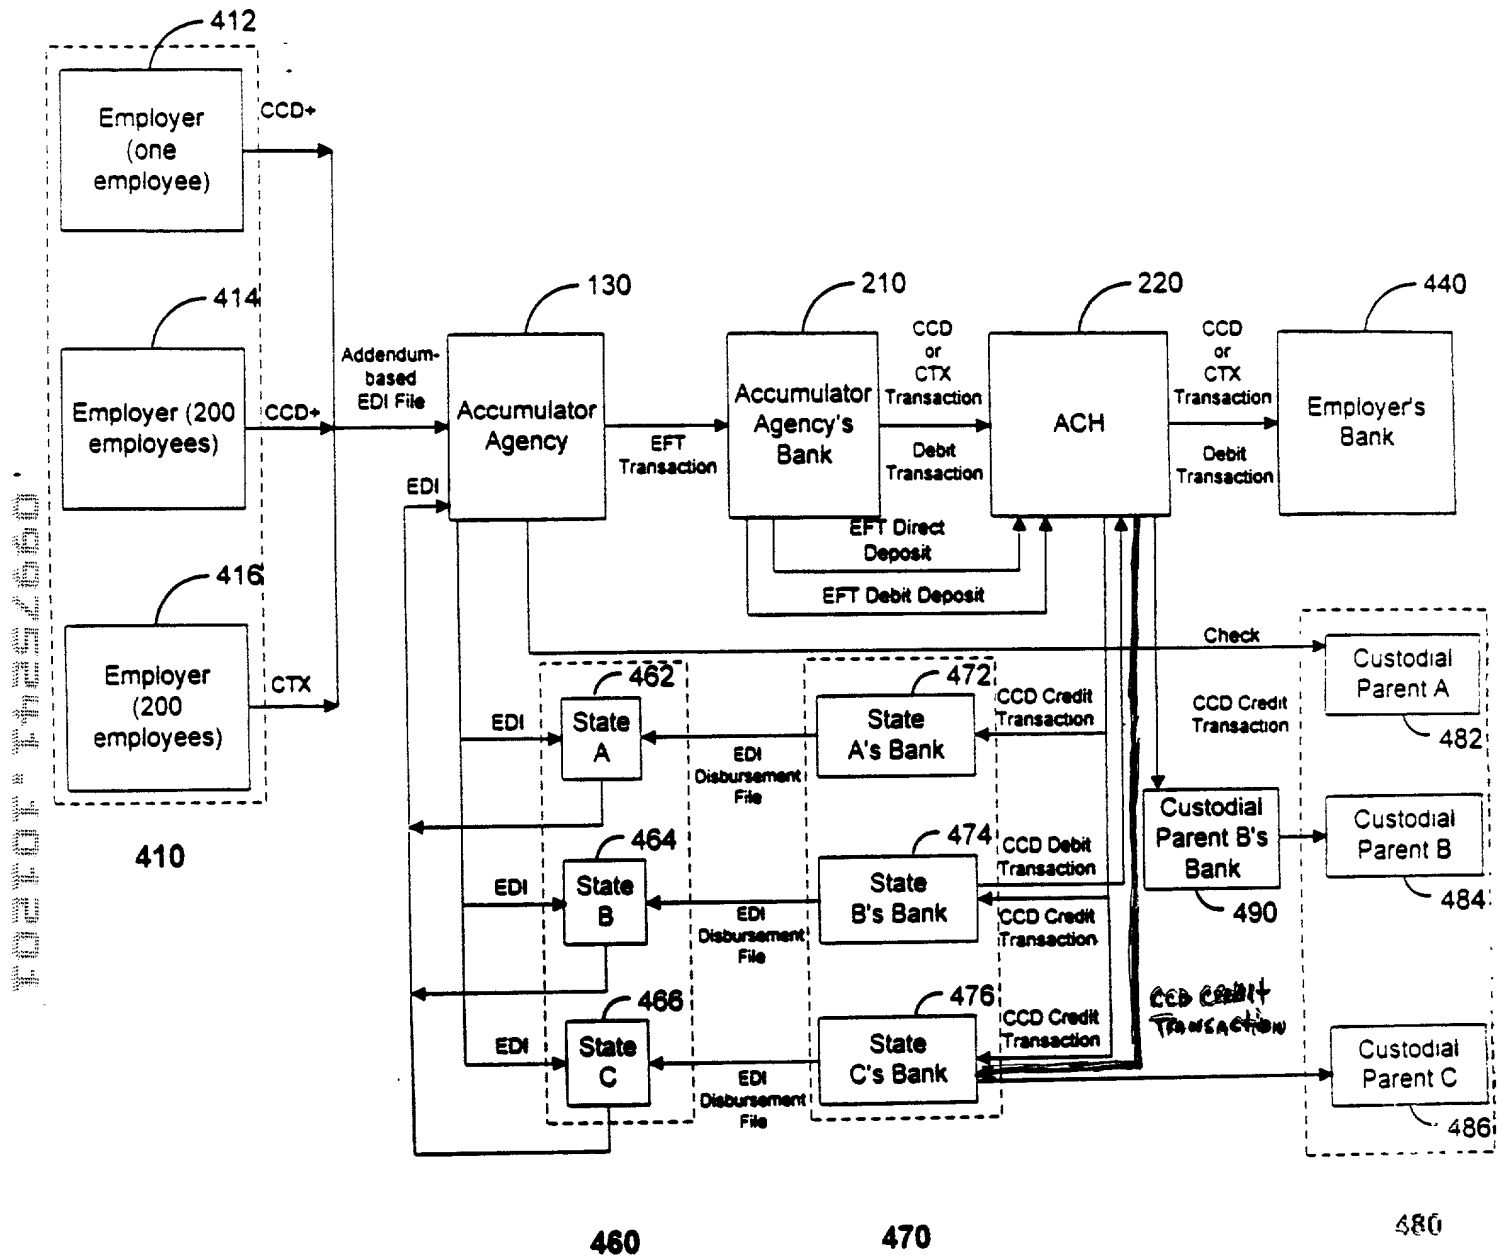 412
Employer
(one
employee)
CCD+
414
Employer (200
employees)
CCD+
416
Employer
(200
employees)
CTX
410
Addendum-
based
EDI File
EDI
130
Accumulator
Agency
EFT
Transaction
210
Accumulator
Agency's
Bank
CCD
or
CTX
Transaction
Debit
Transaction
220
ACH
CCD
or
CTX
Transaction
Debit
Transaction
440
Employer's
Bank
EFT Direct
Deposit
EFT Debit Deposit
Check
462
State
A
EDI
EDI
Disbursement
File
472
State
A's Bank
CCD Credit
Transaction
CCD Credit
Transaction
Custodial
Parent A
482
464
State
B
EDI
EDI
Disbursement
File
474
State
B's Bank
CCD Debit
Transaction
CCD Credit
Transaction
Custodial
Parent B's
Bank
490
Custodial
Parent B
484
466
State
C
EDI
EDI
Disbursement
File
476
State
C's Bank
CCD Credit
Transaction
CCD CREDIT
TRANSACTION
Custodial
Parent C
486
460
470
480